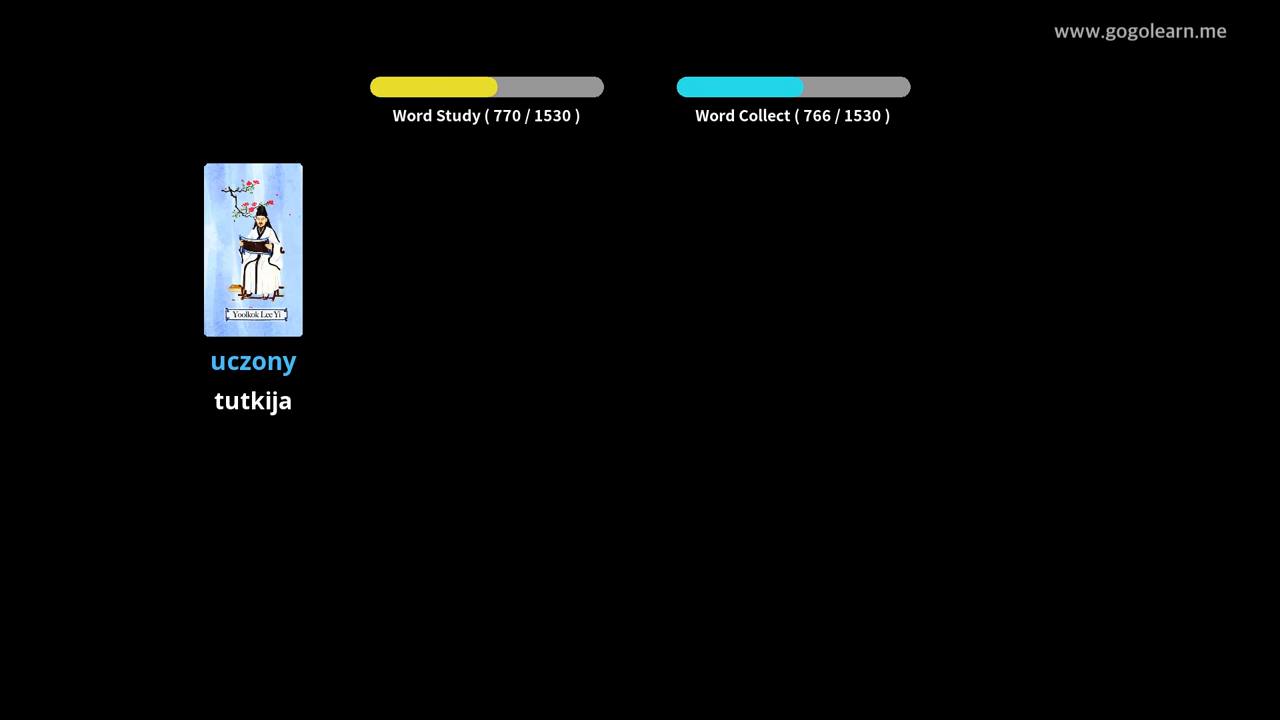 www.gogolearn.me
Word Study ( 770 / 1530 )
Word Collect ( 766 / 1530 )
Yoolkok Lee Yi
uczony
tutkija